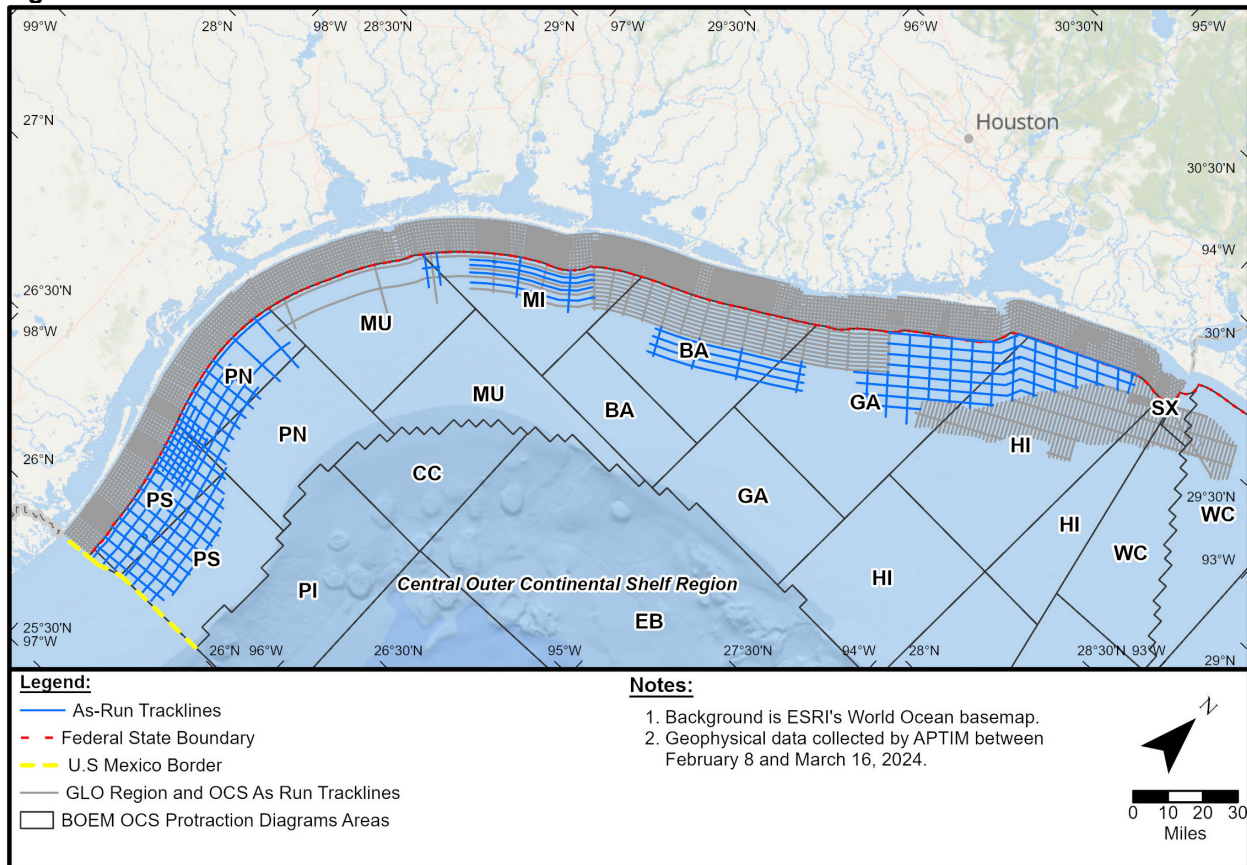 99°W 28°N 98°W 28°30'N 29°N 97°W 29°30'N 96°W 30°30'N 95°W
27°N
Houston
30°30'N
94°W
26°30'N
98°W
30°N
MU
MI
BA
PN
MU
BA
GA
SX
PN
HI
CC
26°N
PS
GA
29°30'N
WC
HI
PS
WC
93°W
PI
Central Outer Continental Shelf Region
HI
EB
25°30'N
97°W
26°N 96°W 26°30'N 95°W 27°30'N 94°W 28°N 28°30'N 93°W 29°N
Legend:
As-Run Tracklines
Federal State Boundary
U.S Mexico Border
GLO Region and OCS As Run Tracklines
BOEM OCS Protraction Diagrams Areas
Notes:
1. Background is ESRI's World Ocean basemap.
2. Geophysical data collected by APTIM between
February 8 and March 16, 2024.
N
0 10 20 30
Miles